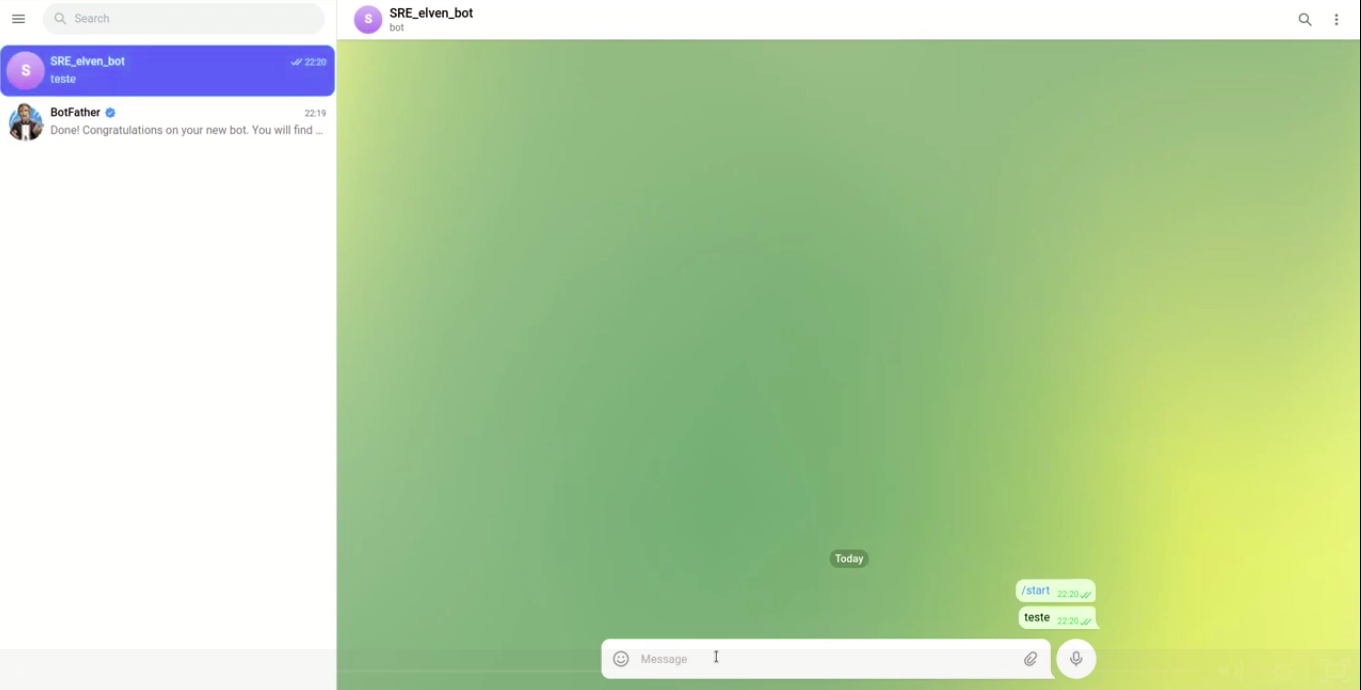 Search
SRE_elven_bot
22:20
teste
BotFather
22:19
Done! Congratulations on your new bot. You will find ...
S
S
SRE_elven_bot
bot
Today
/start 22:20
teste 22:20
Message